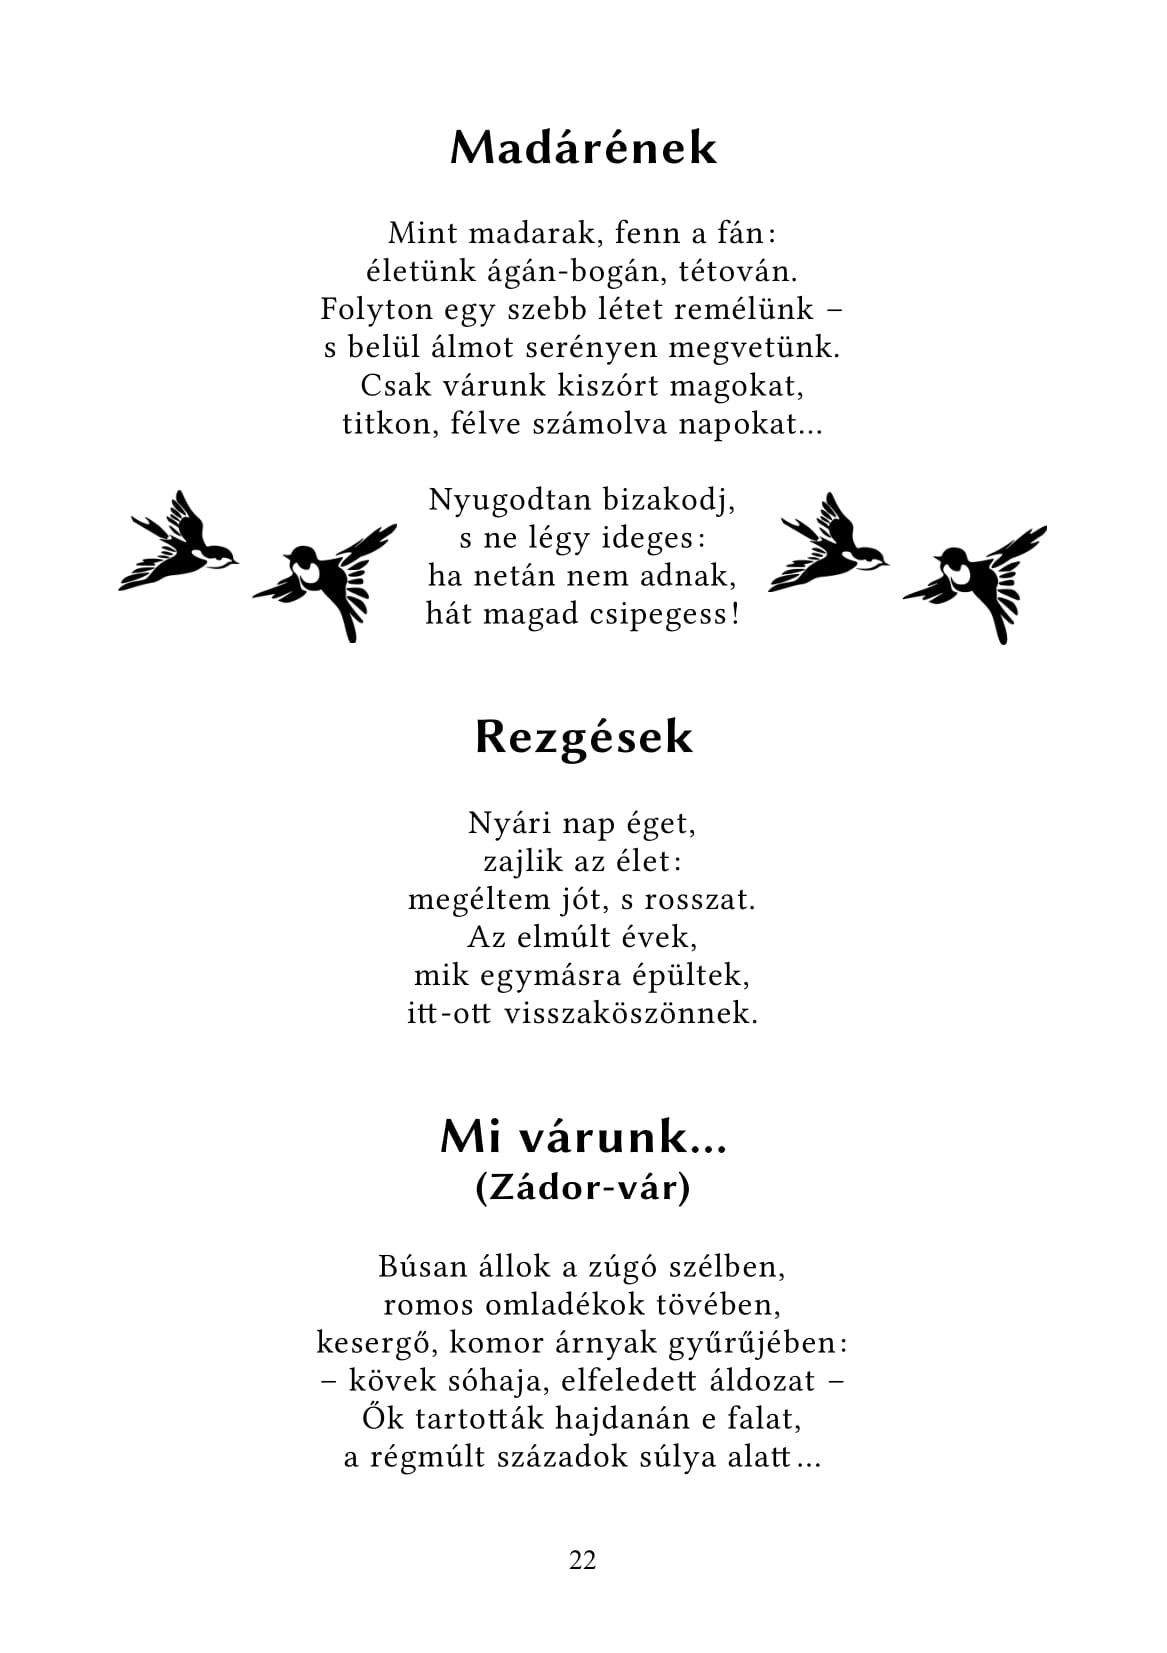 Madárének
Mint madarak, fenn a fán:
életünk ágán-bogán, tétován.
Folyton egy szebb létet remélünk –
s belül álmot serényen megvetünk.
Csak várunk kiszórt magokat,
titkon, félve számolva napokat...
Nyugodtan bizakodj,
s ne légy ideges:
ha netán nem adnak,
hát magad csipegess!
Rezgések
Nyári nap éget,
zajlik az élet:
megéltem jót, s rosszat.
Az elmúlt évek,
mik egymásra épültek,
itt-ott visszaköszönnek.
Mi várunk...
(Zádor-vár)
Búsan állok a zúgó szélben,
romos omladékok tövében,
kesergő, komor árnyak gyűrűjében:
– kövek sóhaja, elfeledett áldozat –
Ők tartották hajdanán e falat,
a régmúlt századok súlya alatt...
22